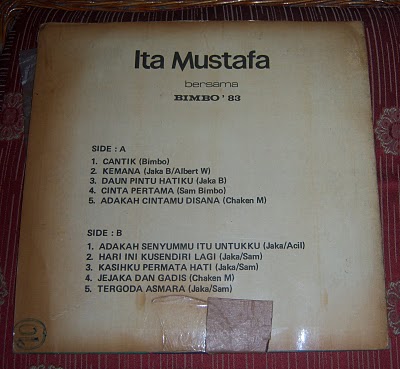 Ita Mustafa
bersama
BIMBO '83
SIDE : A
1. CANTIK (Bimbo)
2. KEMANA (Jaka B/Albert W)
3. DAUN PINTU HATIKU (Jaka B)
4. CINTA PERTAMA (Sam Bimbo)
5. ADAKAH CINTAMU DISANA (Chaken M)
SIDE : B
1. ADAKAH SENYUMMU ITU UNTUKKU (Jaka/Acil)
2. HARI INI KUSENDIRI LAGI (Jaka/Sam)
3. KASIHKU PERMATA HATI (Jaka/Sam)
4. JEJAKA DAN GADIS (Chaken M)
5. TERGODA ASMARA (Jaka/Sam)